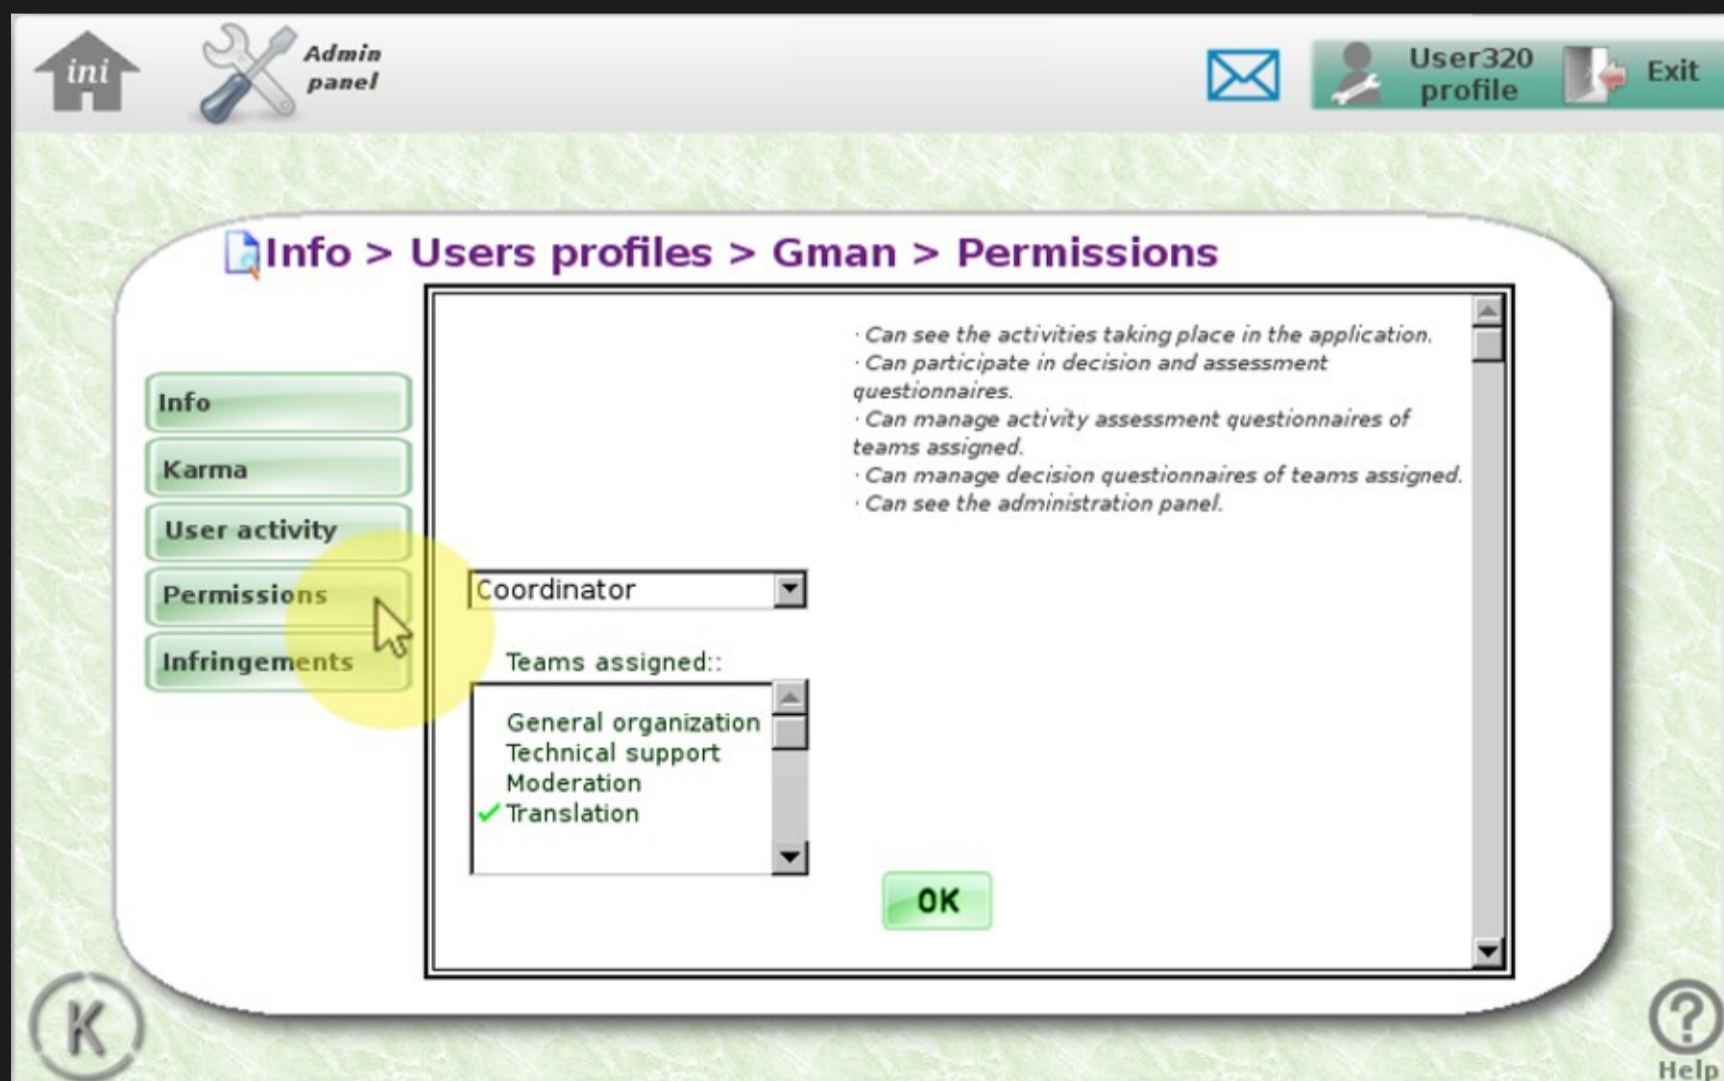 ini
Admin
panel
User320
profile
Exit
Info > Users profiles > Gman > Permissions
Info
Karma
User activity
Permissions
Infringements
· Can see the activities taking place in the application.
· Can participate in decision and assessment
questionnaires.
· Can manage activity assessment questionnaires of
teams assigned.
· Can manage decision questionnaires of teams assigned.
· Can see the administration panel.
Coordinator
Teams assigned::
General organization
Technical support
Moderation
Translation
OK
K
?
Help